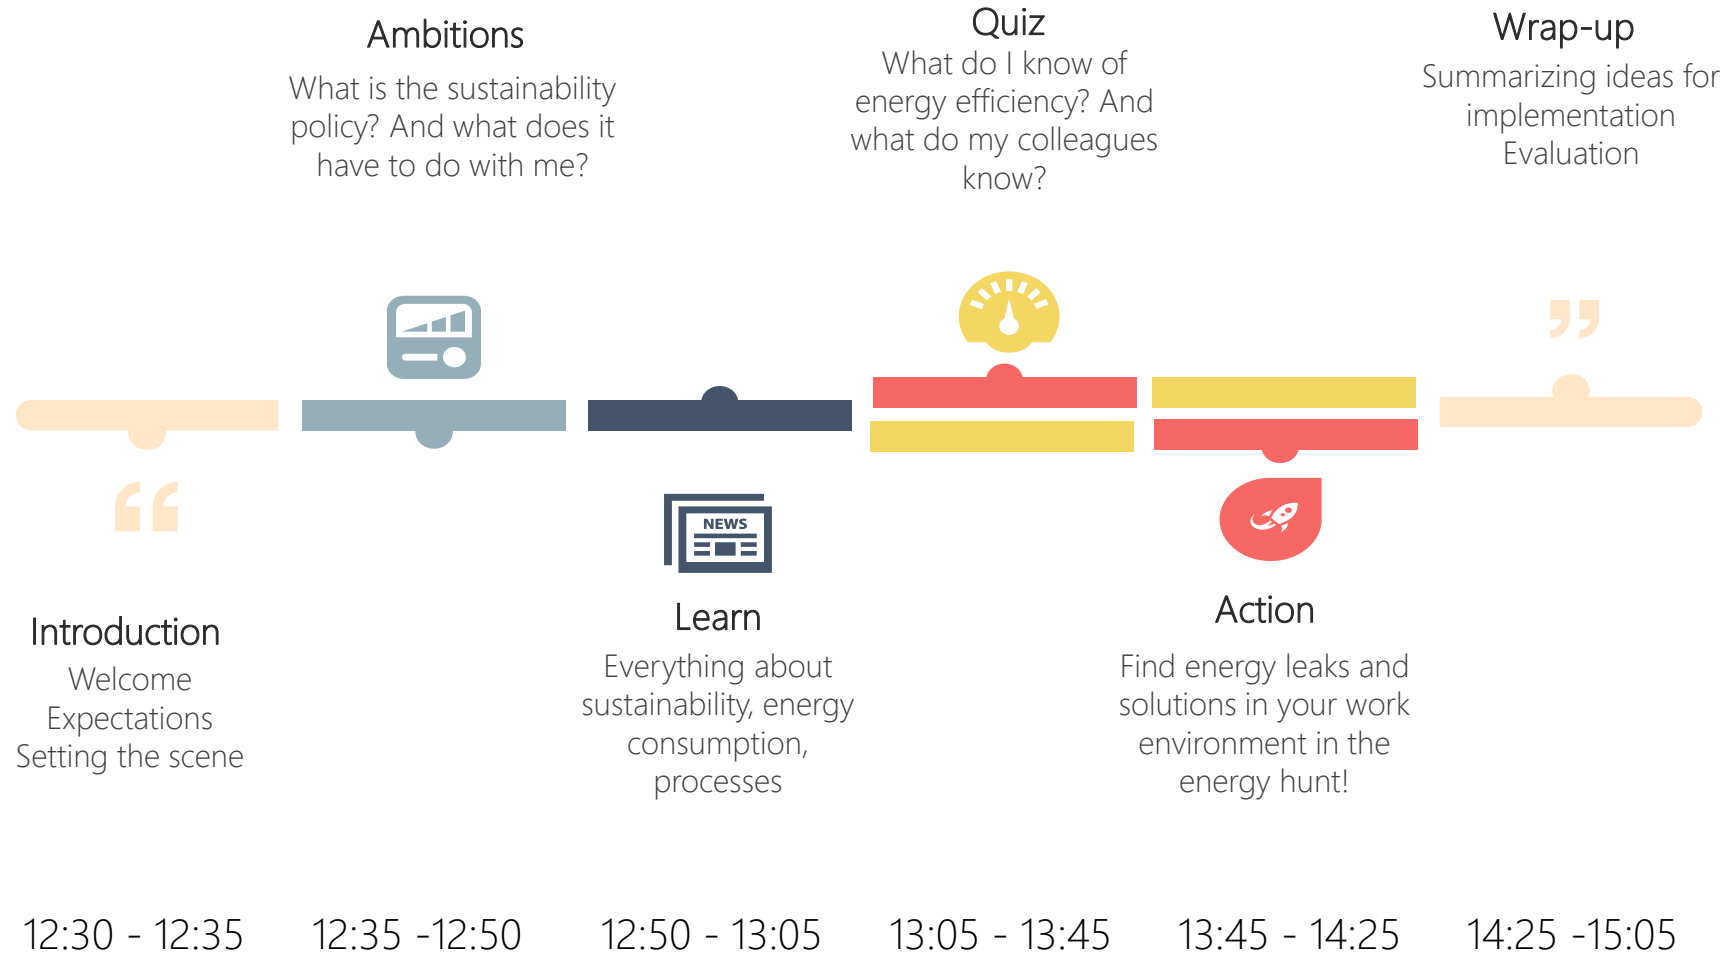 Ambitions
What is the sustainability
policy? And what does it
have to do with me?
Quiz
What do I know of
energy efficiency? And
what do my colleagues
know?
Wrap-up
Summarizing ideas for
implementation
Evaluation
“
”
Introduction
Welcome
Expectations
Setting the scene
NEWS
Learn
Everything about
sustainability, energy
consumption,
processes
Action
Find energy leaks and
solutions in your work
environment in the
energy hunt!
12:30 - 12:35
12:35 -12:50
12:50 - 13:05
13:05 - 13:45
13:45 - 14:25
14:25 -15:05